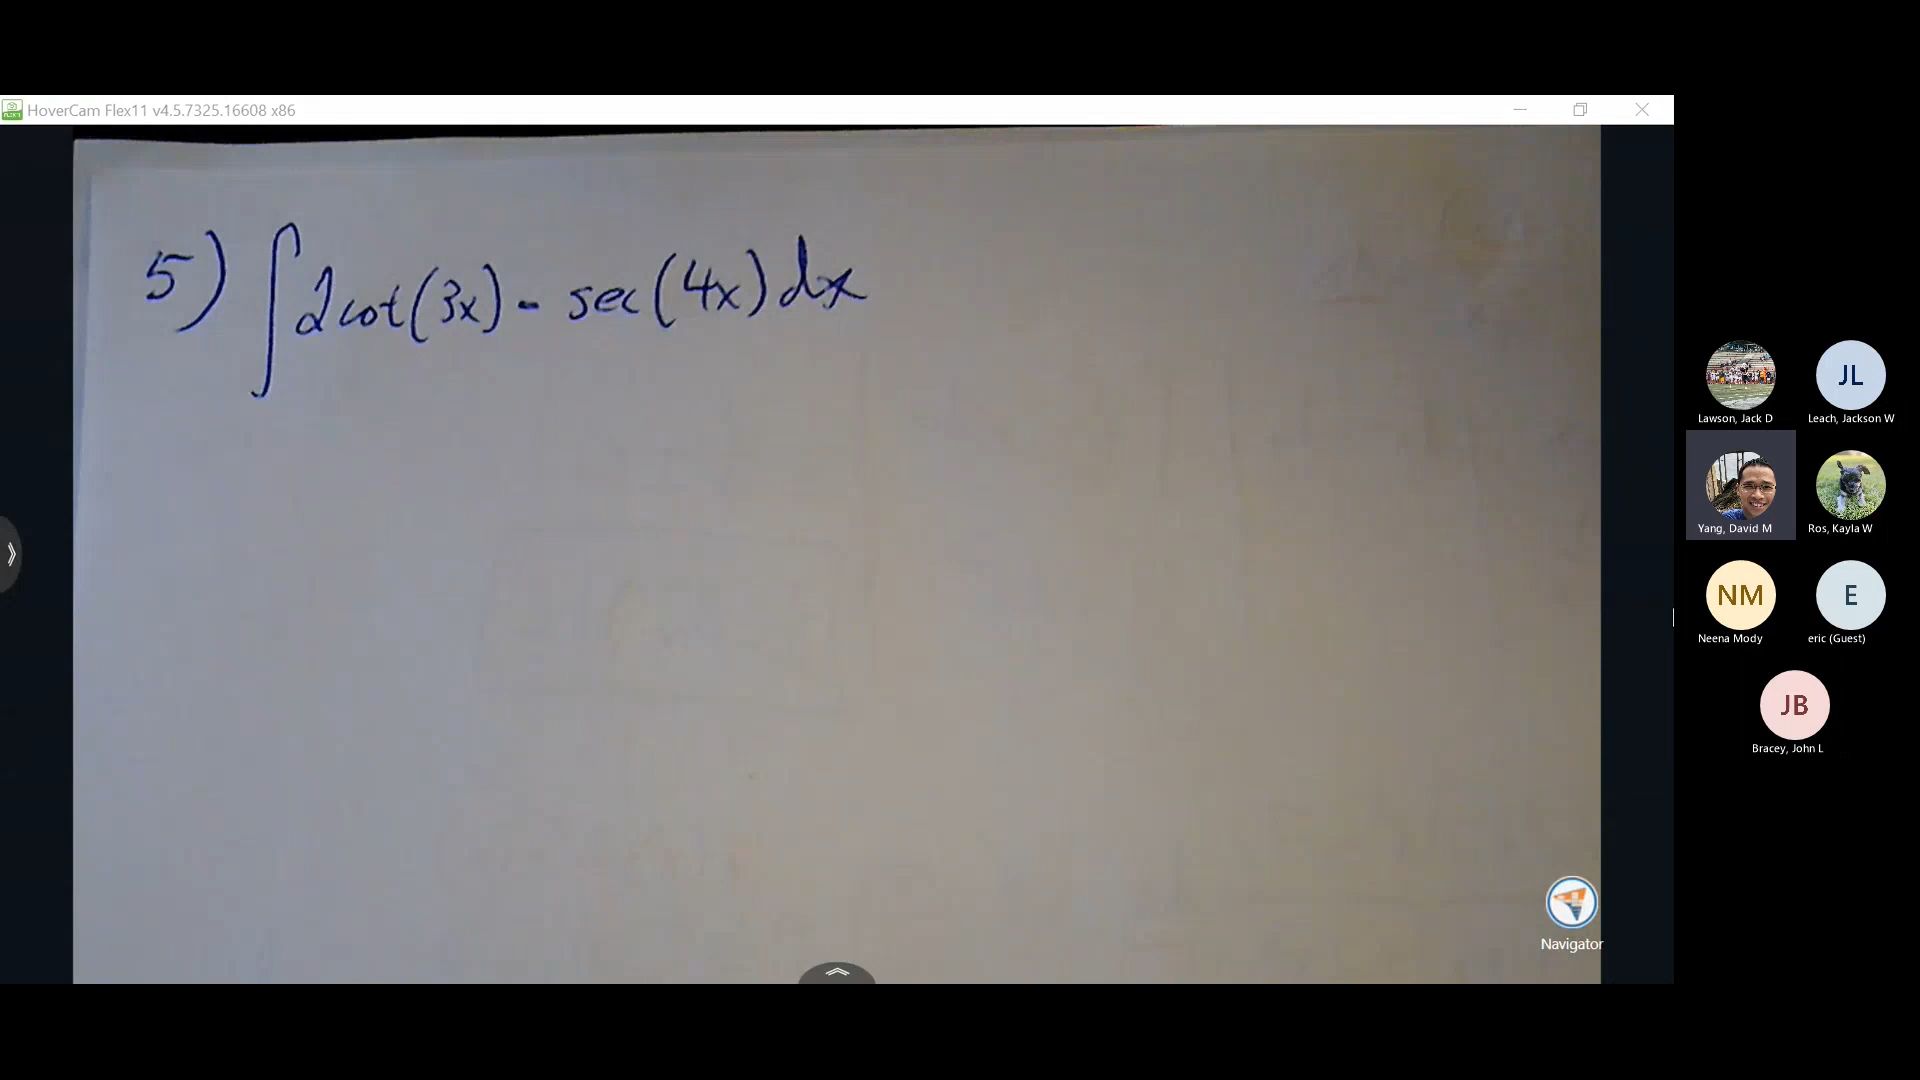 HoverCam Flex11 v4.5.7325.16608 x86
5) ∫ 2cot(3x) - sec(4x) dx
Lawson, Jack D
JL
Leach, Jackson W
Yang, David M
Ros, Kayla W
NM
Neena Mody
E
eric (Guest)
JB
Bracey, John L
Navigator